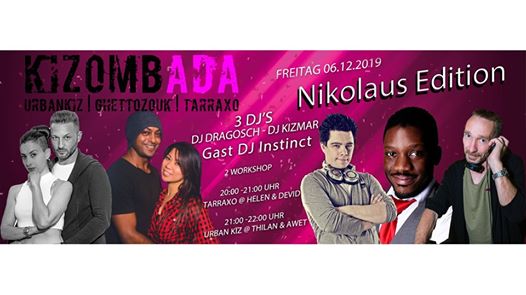 KIZOMBADA
URBANKIZ | GHETTOZOUK | TARRAXO
FREITAG 06.12.2019
Nikolaus Edition
3 DJ'S
DJ DRAGOSCH - DJ KIZMAR
Gast DJ Instinct
2 WORKSHOP
20:00 -21:00 UHR
TARRAXO @ HELEN & DEVID
21:00 -22:00 UHR
URBAN KIZ @ THILAN & AWET